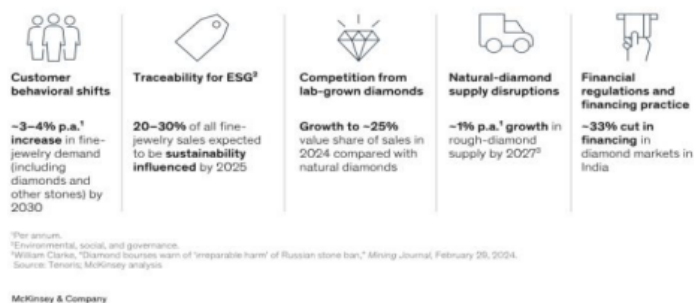 Customer
behavioral shifts
~3–4% p.a.¹
increase in fine-
jewelry demand
(including
diamonds and
other stones) by
2030
Traceability for ESG²
20–30% of all fine-
jewelry sales expected
to be sustainability
influenced by 2025
Competition from
lab-grown diamonds
Growth to ~25%
value share of sales in
2024 compared with
natural diamonds
Natural-diamond
supply disruptions
~1% p.a.¹ growth in
rough-diamond
supply by 2027³
Financial
regulations and
financing practice
~33% cut in
financing in
diamond markets in
India
¹Per annum.
²Environmental, social, and governance.
³William Clarke, "Diamond bourses warn of 'irreparable harm' of Russian stone ban," Mining Journal, February 29, 2024.
Source: Tenoris; McKinsey analysis
McKinsey & Company